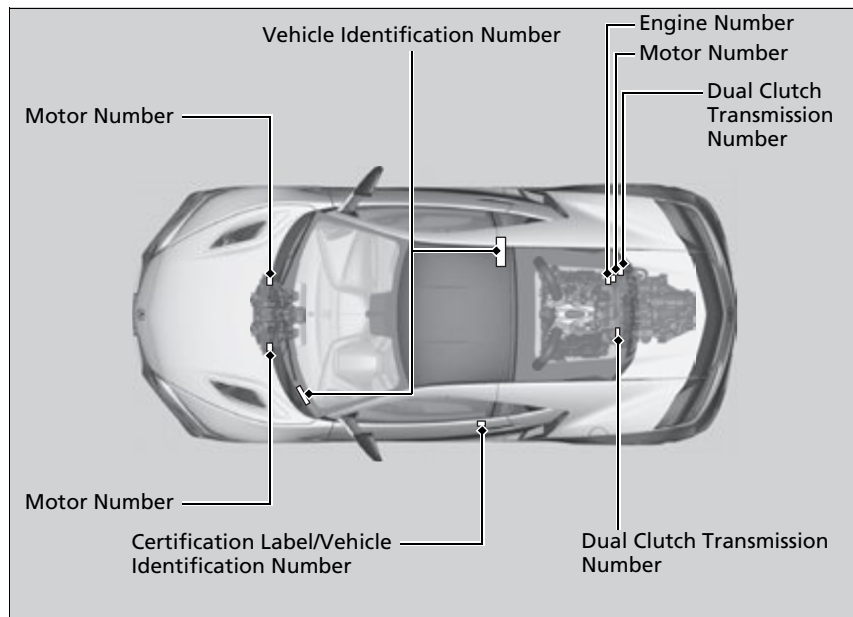 Vehicle Identification Number
Engine Number
Motor Number
Dual Clutch
Transmission
Number
Motor Number
Motor Number
Certification Label/Vehicle
Identification Number
Dual Clutch Transmission
Number